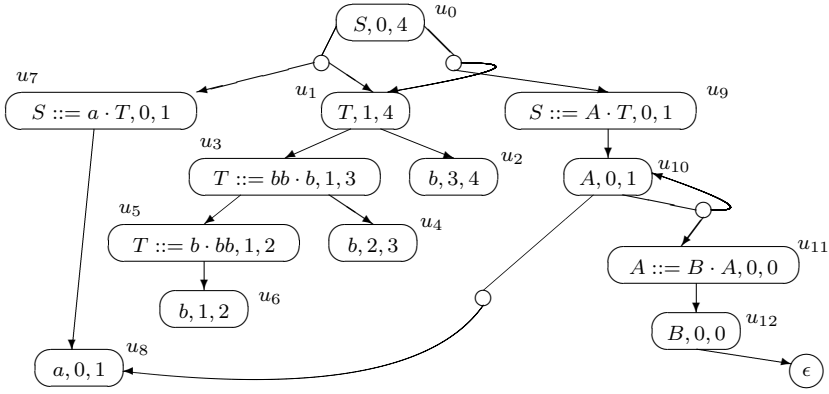 u0
S, 0, 4
u7
S ::= a · T, 0, 1
u1
T, 1, 4
S ::= A · T, 0, 1
u9
u3
T ::= bb · b, 1, 3
b, 3, 4
u2
A, 0, 1
u10
u5
T ::= b · bb, 1, 2
b, 2, 3
u4
A ::= B · A, 0, 0
u11
b, 1, 2
u6
B, 0, 0
u12
a, 0, 1
u8
ϵ